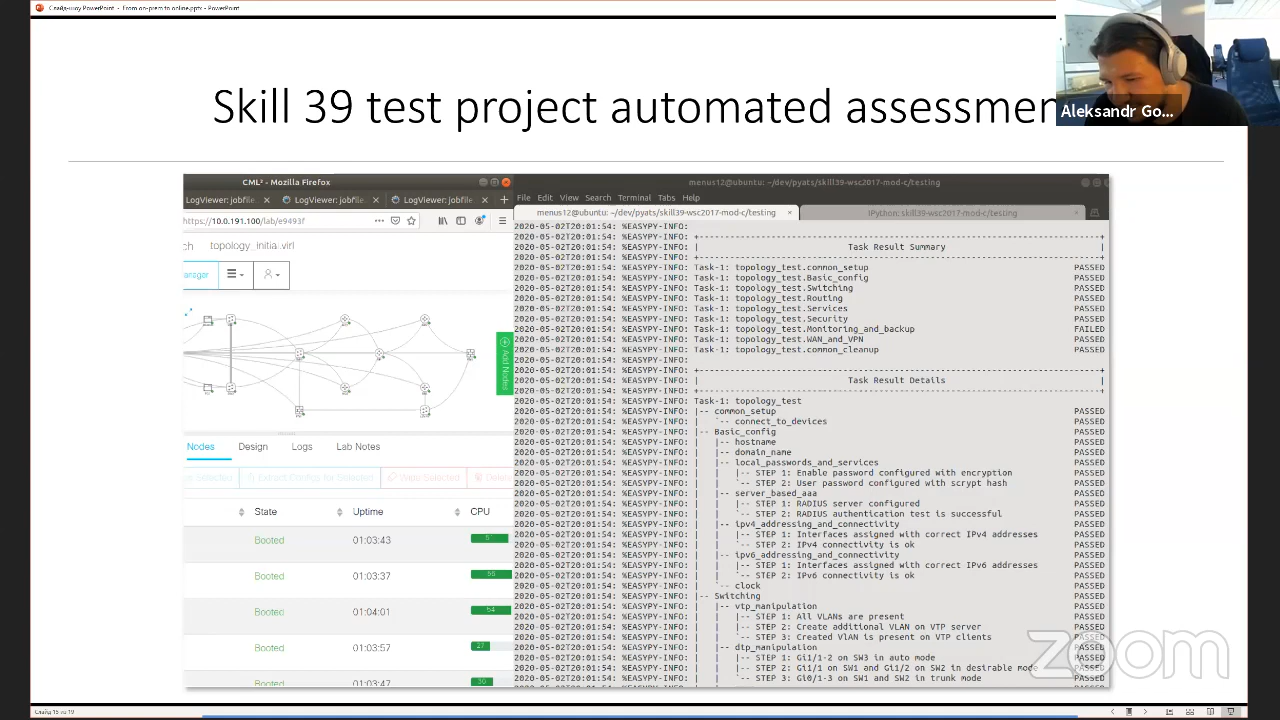 Слайд-шоу PowerPoint - From on-prem to online.pptx - PowerPoint
Skill 39 test project automated assessmen
Aleksandr Go...
CML² - Mozilla Firefox
LogViewer: jobfile.
LogViewer: jobfile.
LogViewer: jobfile.
https://10.0.191.100/lab/e9493f
topology_initia..virl
Add Nodes
Nodes
Design
Logs
Lab Notes
Extract Configs for Selected
Wipe Selected
State
Uptime
CPU
Booted
01:03:43
Booted
01:03:37
Booted
01:04:01
54
Booted
01:03:57
27
Booted
01:03:47
30
menus12@ubuntu: ~/dev/pyats/skill39-wsc2017-mod-c/testing
File Edit View Search Terminal Tabs Help
menus12@ubuntu: ~/dev/pyats/skill39-wsc2017-mod-c/testing
IPython: skill39-wsc2017-mod-c/testing
2020-05-02T20:01:54: %EASYPY-INFO:
2020-05-02T20:01:54: %EASYPY-INFO: +------------------------------------------------------------------------------+
2020-05-02T20:01:54: %EASYPY-INFO: | Task Result Summary |
2020-05-02T20:01:54: %EASYPY-INFO: +------------------------------------------------------------------------------+
2020-05-02T20:01:54: %EASYPY-INFO: Task-1: topology_test.common_setup PASSED
2020-05-02T20:01:54: %EASYPY-INFO: Task-1: topology_test.Basic_config PASSED
2020-05-02T20:01:54: %EASYPY-INFO: Task-1: topology_test.Switching PASSED
2020-05-02T20:01:54: %EASYPY-INFO: Task-1: topology_test.Routing PASSED
2020-05-02T20:01:54: %EASYPY-INFO: Task-1: topology_test.Services PASSED
2020-05-02T20:01:54: %EASYPY-INFO: Task-1: topology_test.Security PASSED
2020-05-02T20:01:54: %EASYPY-INFO: Task-1: topology_test.Monitoring_and_backup FAILED
2020-05-02T20:01:54: %EASYPY-INFO: Task-1: topology_test.WAN_and_VPN PASSED
2020-05-02T20:01:54: %EASYPY-INFO: Task-1: topology_test.common_cleanup PASSED
2020-05-02T20:01:54: %EASYPY-INFO:
2020-05-02T20:01:54: %EASYPY-INFO: +------------------------------------------------------------------------------+
2020-05-02T20:01:54: %EASYPY-INFO: | Task Result Details |
2020-05-02T20:01:54: %EASYPY-INFO: +------------------------------------------------------------------------------+
2020-05-02T20:01:54: %EASYPY-INFO: Task-1: topology_test
2020-05-02T20:01:54: %EASYPY-INFO: |-- common_setup PASSED
2020-05-02T20:01:54: %EASYPY-INFO: | `-- connect_to_devices PASSED
2020-05-02T20:01:54: %EASYPY-INFO: |-- Basic_config PASSED
2020-05-02T20:01:54: %EASYPY-INFO: | |-- hostname PASSED
2020-05-02T20:01:54: %EASYPY-INFO: | |-- domain_name PASSED
2020-05-02T20:01:54: %EASYPY-INFO: | |-- local_passwords_and_services PASSED
2020-05-02T20:01:54: %EASYPY-INFO: | | |-- STEP 1: Enable password configured with encryption PASSED
2020-05-02T20:01:54: %EASYPY-INFO: | | `-- STEP 2: User password configured with scrypt hash PASSED
2020-05-02T20:01:54: %EASYPY-INFO: | |-- server_based_aaa PASSED
2020-05-02T20:01:54: %EASYPY-INFO: | | |-- STEP 1: RADIUS server configured PASSED
2020-05-02T20:01:54: %EASYPY-INFO: | | `-- STEP 2: RADIUS authentication test is successful PASSED
2020-05-02T20:01:54: %EASYPY-INFO: | |-- ipv4_addressing_and_connectivity PASSED
2020-05-02T20:01:54: %EASYPY-INFO: | | |-- STEP 1: Interfaces assigned with correct IPv4 addresses PASSED
2020-05-02T20:01:54: %EASYPY-INFO: | | `-- STEP 2: IPv4 connectivity is ok PASSED
2020-05-02T20:01:54: %EASYPY-INFO: | |-- ipv6_addressing_and_connectivity PASSED
2020-05-02T20:01:54: %EASYPY-INFO: | | |-- STEP 1: Interfaces assigned with correct IPv6 addresses PASSED
2020-05-02T20:01:54: %EASYPY-INFO: | | `-- STEP 2: IPv6 connectivity is ok PASSED
2020-05-02T20:01:54: %EASYPY-INFO: | `-- clock PASSED
2020-05-02T20:01:54: %EASYPY-INFO: |-- Switching PASSED
2020-05-02T20:01:54: %EASYPY-INFO: | |-- vtp_manipulation PASSED
2020-05-02T20:01:54: %EASYPY-INFO: | | |-- STEP 1: All VLANs are present PASSED
2020-05-02T20:01:54: %EASYPY-INFO: | | |-- STEP 2: Create additional VLAN on VTP server PASSED
2020-05-02T20:01:54: %EASYPY-INFO: | | `-- STEP 3: Created VlAN is present on VTP clients PASSED
2020-05-02T20:01:54: %EASYPY-INFO: | |-- dtp_manipulation PASSED
2020-05-02T20:01:54: %EASYPY-INFO: | | |-- STEP 1: Gi1/1-2 on SW3 in auto mode PASSED
2020-05-02T20:01:54: %EASYPY-INFO: | | |-- STEP 2: Gi1/1 on SW1 and Gi1/2 on SW2 in desirable mode PASSED
2020-05-02T20:01:54: %EASYPY-INFO: | | `-- STEP 3: Gi0/1-3 on SW1 and SW2 in trunk mode PASSED
zoom
Слайд 15 из 19